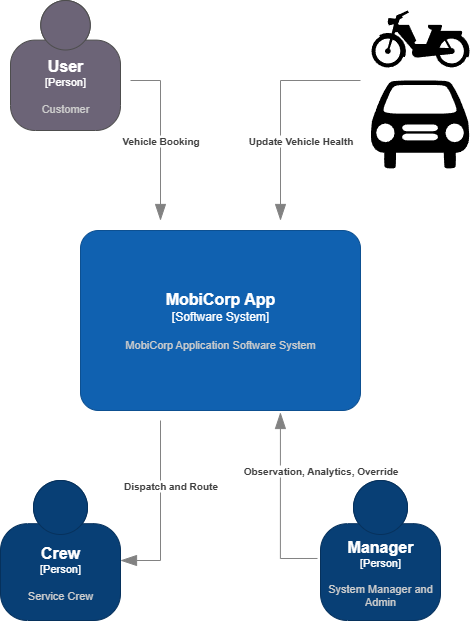 User
[Person]
Customer
Vehicle Booking
Update Vehicle Health
MobiCorp App
[Software System]
MobiCorp Application Software System
Dispatch and Route
Observation, Analytics, Override
Crew
[Person]
Service Crew
Manager
[Person]
System Manager and
Admin